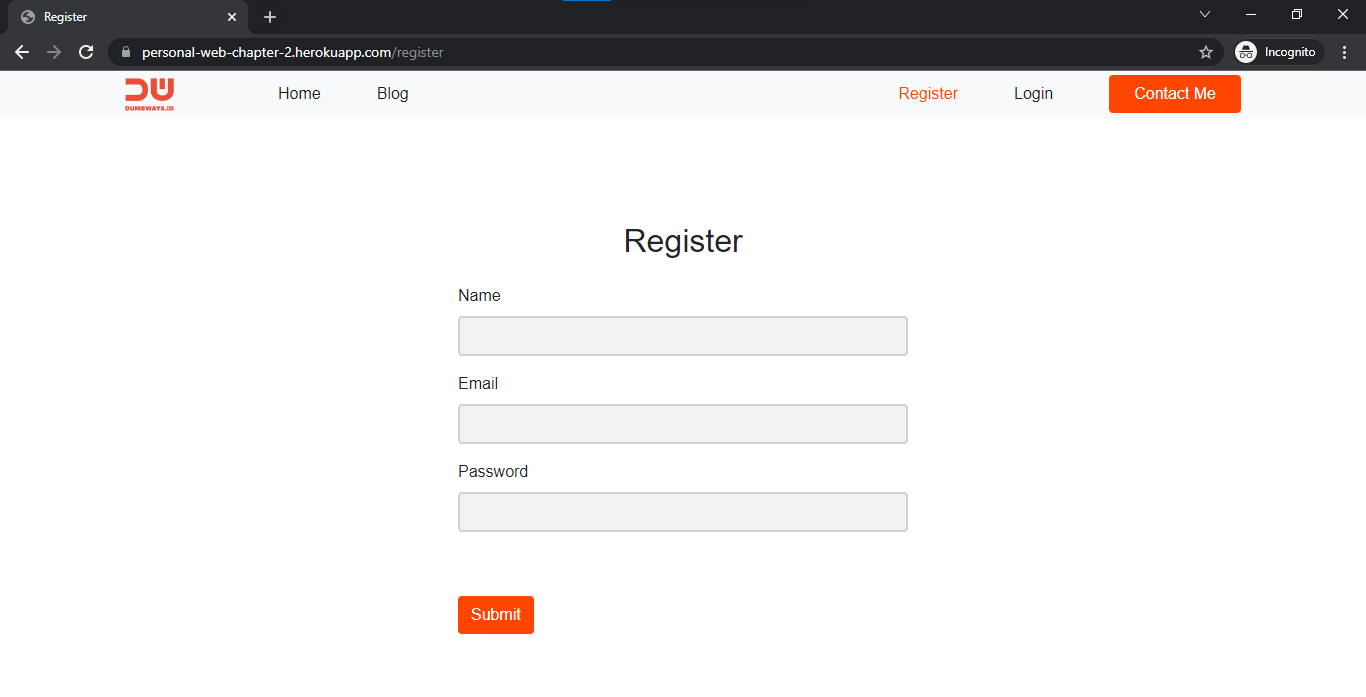 Register
personal-web-chapter-2.herokuapp.com/register
Incognito
DW
DUMBWAYS.ID
Home Blog Register Login Contact Me
Register
Name
Email
Password
Submit